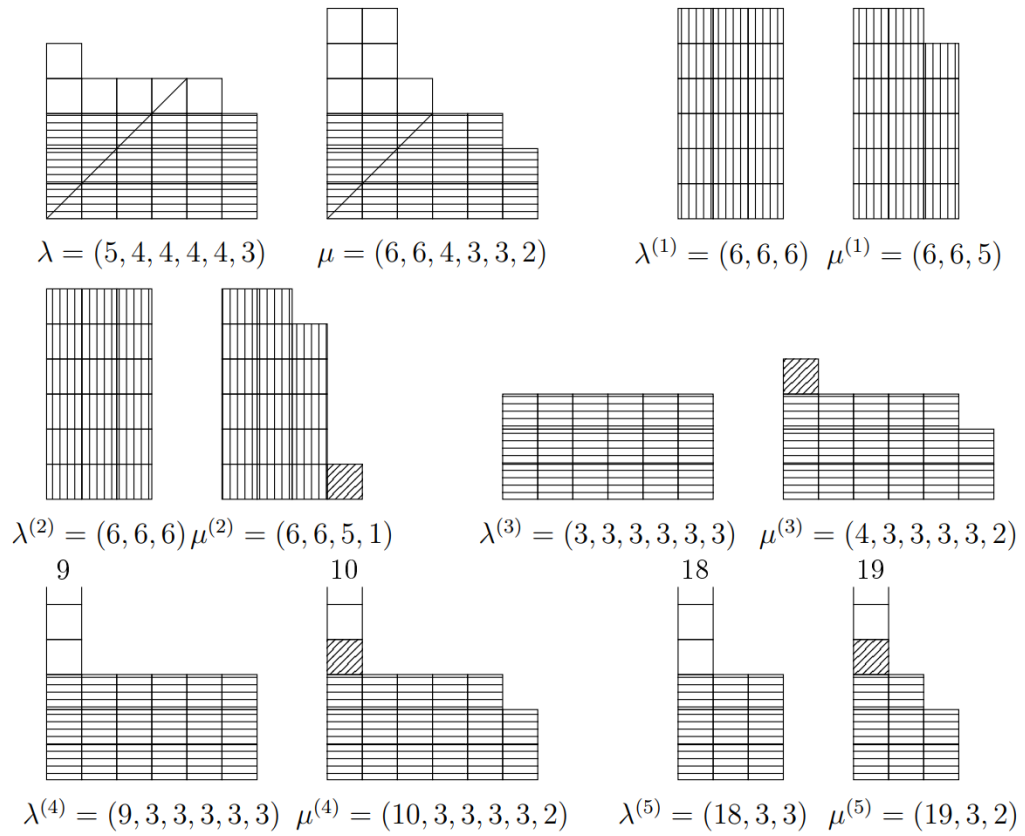 λ = (5, 4, 4, 4, 4, 3)
μ = (6, 6, 4, 3, 3, 2)
λ⁽¹⁾ = (6, 6, 6)
μ⁽¹⁾ = (6, 6, 5)
λ⁽²⁾ = (6, 6, 6)
μ⁽²⁾ = (6, 6, 5, 1)
λ⁽³⁾ = (3, 3, 3, 3, 3, 3)
μ⁽³⁾ = (4, 3, 3, 3, 3, 2)
9
10
18
19
λ⁽⁴⁾ = (9, 3, 3, 3, 3, 3)
μ⁽⁴⁾ = (10, 3, 3, 3, 3, 2)
λ⁽⁵⁾ = (18, 3, 3)
μ⁽⁵⁾ = (19, 3, 2)